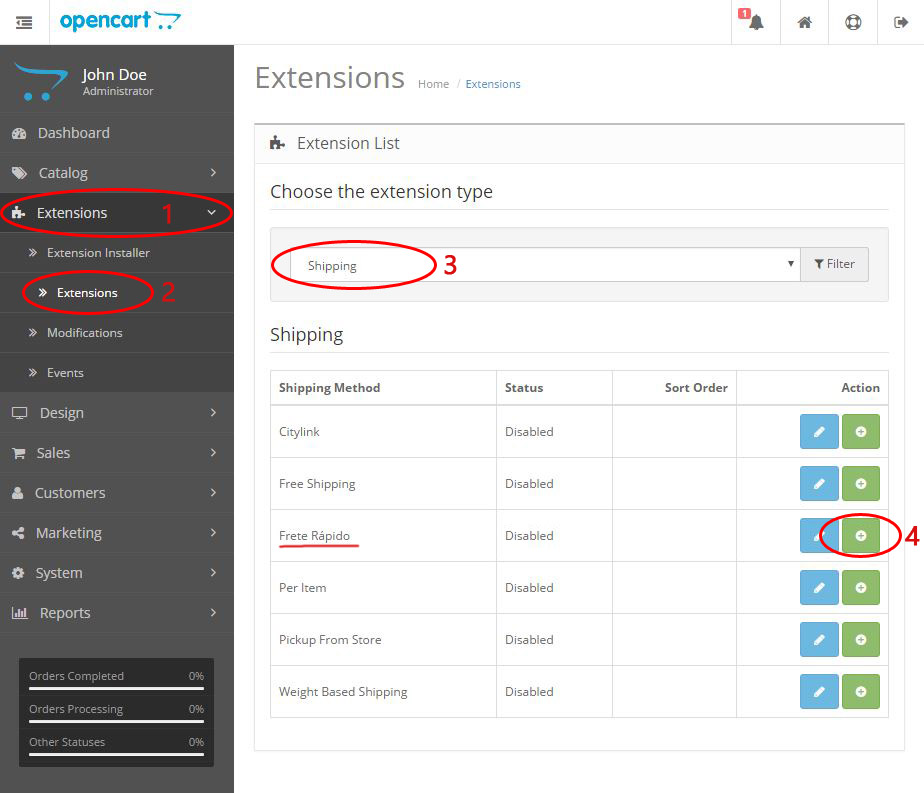 opencart
1
John Doe
Administrator
Dashboard
Catalog
Extensions 1
Extension Installer
Extensions 2
Modifications
Events
Design
Sales
Customers
Marketing
System
Reports
Orders Completed 0%
Orders Processing 0%
Other Statuses 0%
Extensions Home / Extensions
Extension List
Choose the extension type
Shipping 3 Filter
Shipping
Shipping Method Status Sort Order Action
Citylink Disabled
Free Shipping Disabled
Frete Rápido Disabled 4
Per Item Disabled
Pickup From Store Disabled
Weight Based Shipping Disabled